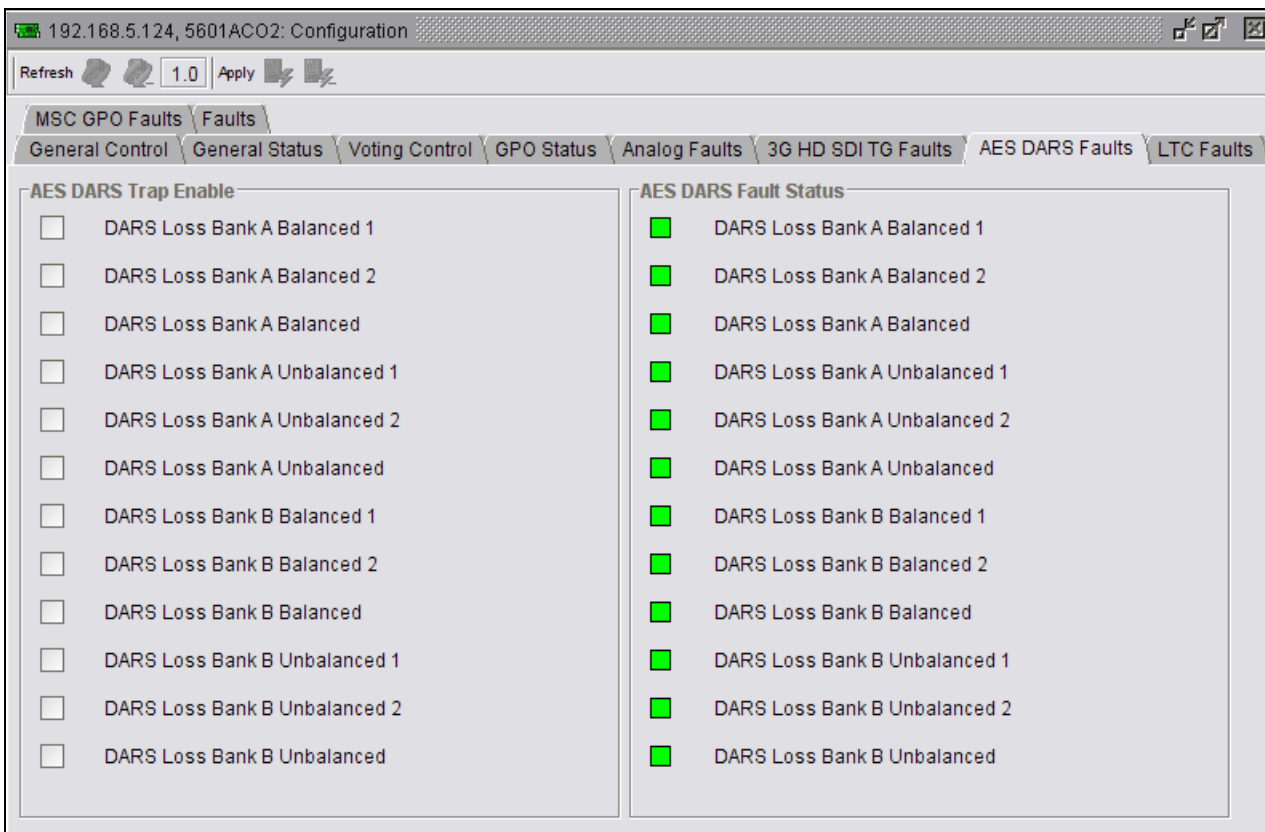 192.168.5.124, 5601ACO2: Configuration
Refresh 1.0 Apply
MSC GPO Faults Faults
General Control General Status Voting Control GPO Status Analog Faults 3G HD SDI TG Faults AES DARS Faults LTC Faults
AES DARS Trap Enable
DARS Loss Bank A Balanced 1
DARS Loss Bank A Balanced 2
DARS Loss Bank A Balanced
DARS Loss Bank A Unbalanced 1
DARS Loss Bank A Unbalanced 2
DARS Loss Bank A Unbalanced
DARS Loss Bank B Balanced 1
DARS Loss Bank B Balanced 2
DARS Loss Bank B Balanced
DARS Loss Bank B Unbalanced 1
DARS Loss Bank B Unbalanced 2
DARS Loss Bank B Unbalanced
AES DARS Fault Status
DARS Loss Bank A Balanced 1
DARS Loss Bank A Balanced 2
DARS Loss Bank A Balanced
DARS Loss Bank A Unbalanced 1
DARS Loss Bank A Unbalanced 2
DARS Loss Bank A Unbalanced
DARS Loss Bank B Balanced 1
DARS Loss Bank B Balanced 2
DARS Loss Bank B Balanced
DARS Loss Bank B Unbalanced 1
DARS Loss Bank B Unbalanced 2
DARS Loss Bank B Unbalanced